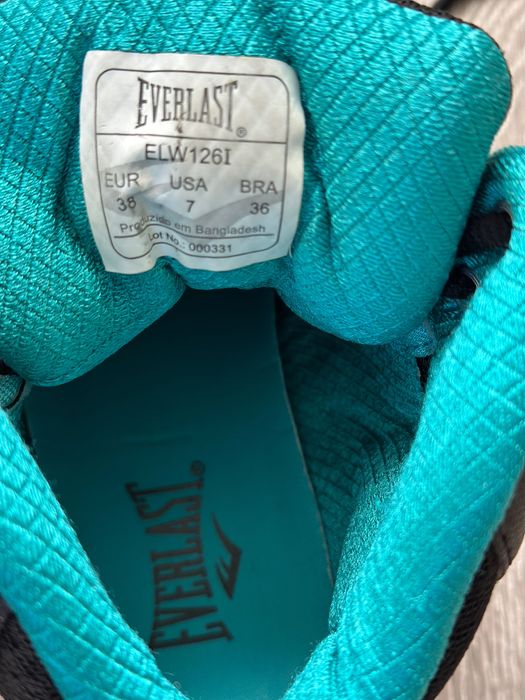 EVERLAST®
ELW126I
EUR USA BRA
38 7 36
Produzido em Bangladesh
Lot No.: 000331
EVERLAST®